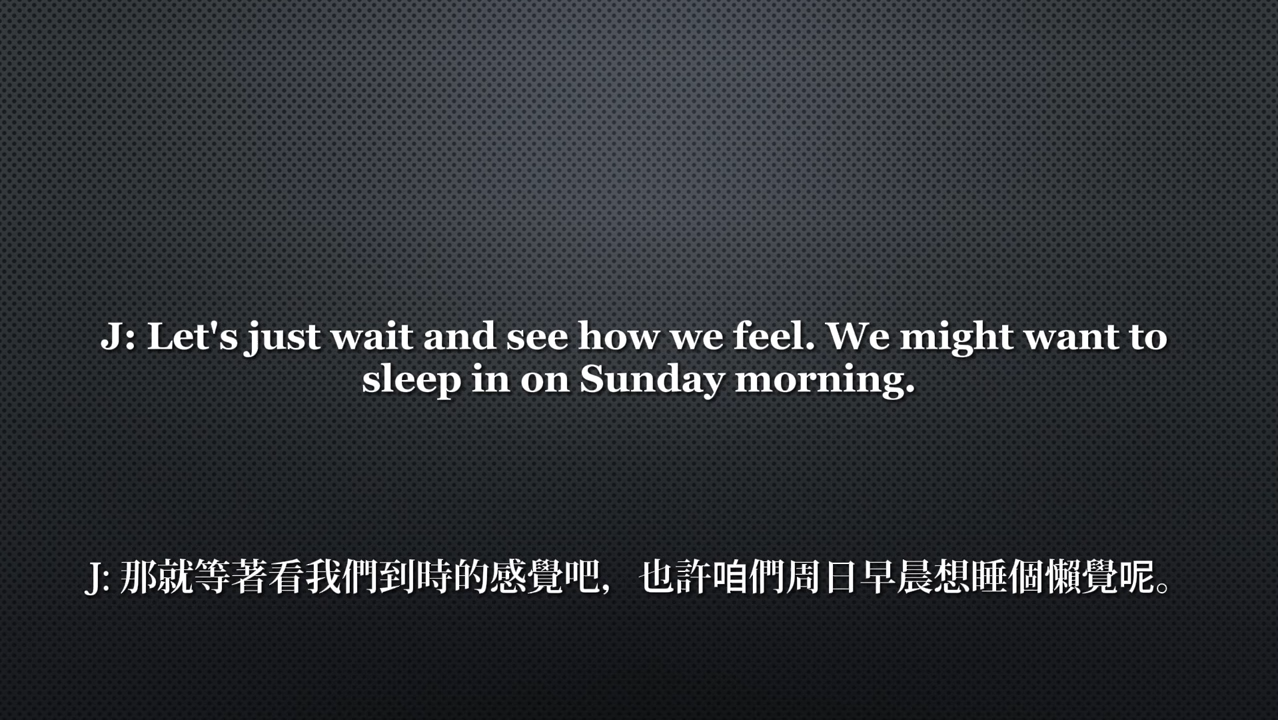 J: Let's just wait and see how we feel. We might want to
sleep in on Sunday morning.
J: 那就等著看我們到時的感覺吧，也許咱們周日早晨想睡個懶覺呢。